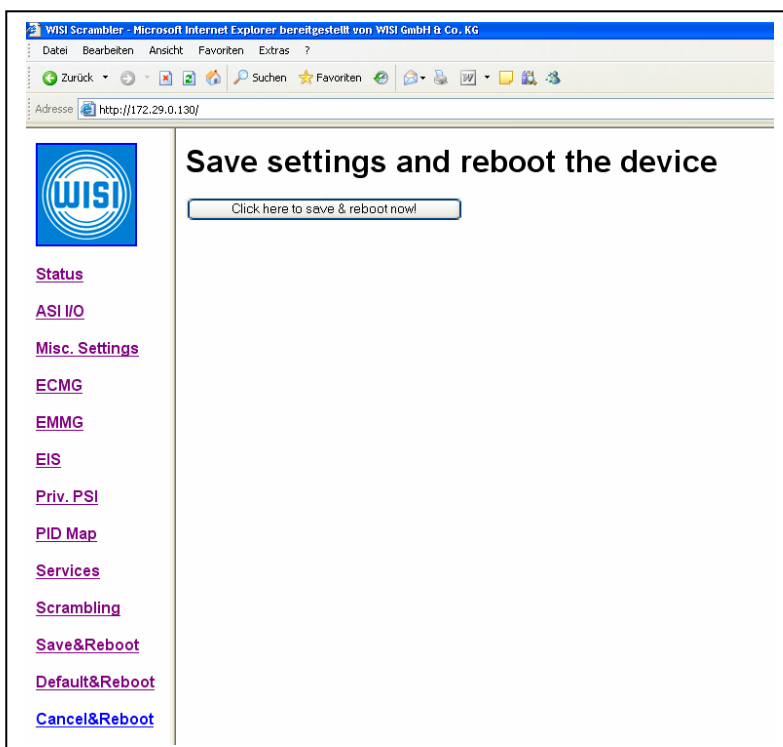 WISI Scrambler - Microsoft Internet Explorer bereitgestellt von WISI GmbH & Co. KG
Datei Bearbeiten Ansicht Favoriten Extras ?
Zurück Suchen Favoriten
Adresse http://172.29.0.130/
WISI
Save settings and reboot the device
Click here to save & reboot now!
Status
ASI I/O
Misc. Settings
ECMG
EMMG
EIS
Priv. PSI
PID Map
Services
Scrambling
Save&Reboot
Default&Reboot
Cancel&Reboot